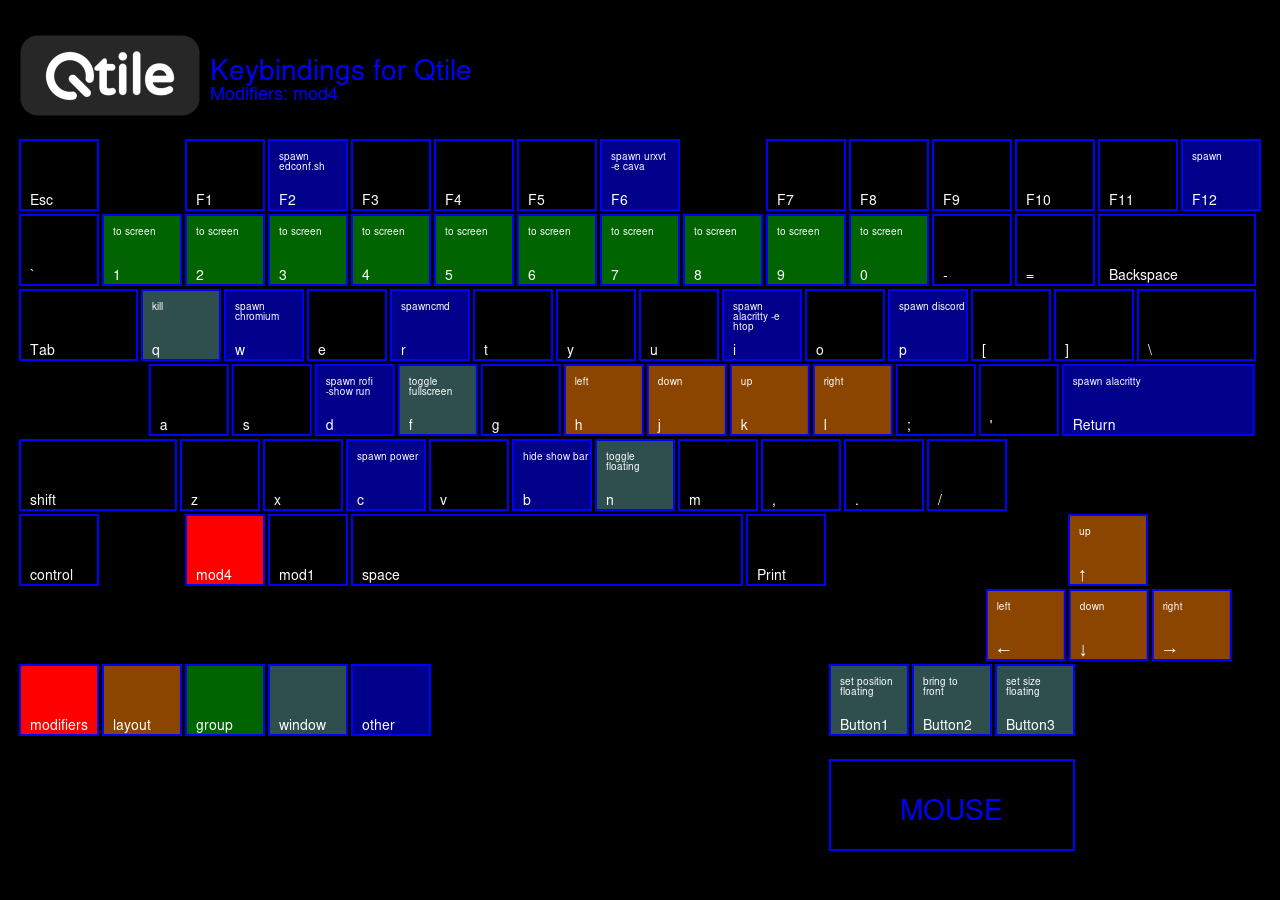 Qtile
Keybindings for Qtile
Modifiers: mod4
Esc
F1
spawn
edconf.sh
F2
F3
F4
F5
spawn urxvt
-e cava
F6
F7
F8
F9
F10
F11
spawn
F12
`
to screen
1
to screen
2
to screen
3
to screen
4
to screen
5
to screen
6
to screen
7
to screen
8
to screen
9
to screen
0
-
=
Backspace
Tab
kill
q
spawn
chromium
w
e
spawncmd
r
t
y
u
spawn
alacritty -e
htop
i
o
spawn discord
p
[
]
\
a
s
spawn rofi
-show run
d
toggle
fullscreen
f
g
left
h
down
j
up
k
right
l
;
'
spawn alacritty
Return
shift
z
x
spawn power
c
v
hide show bar
b
toggle
floating
n
m
,
.
/
control
mod4
mod1
space
Print
up
↑
left
←
down
↓
right
→
modifiers
layout
group
window
other
set position
floating
Button1
bring to
front
Button2
set size
floating
Button3
MOUSE